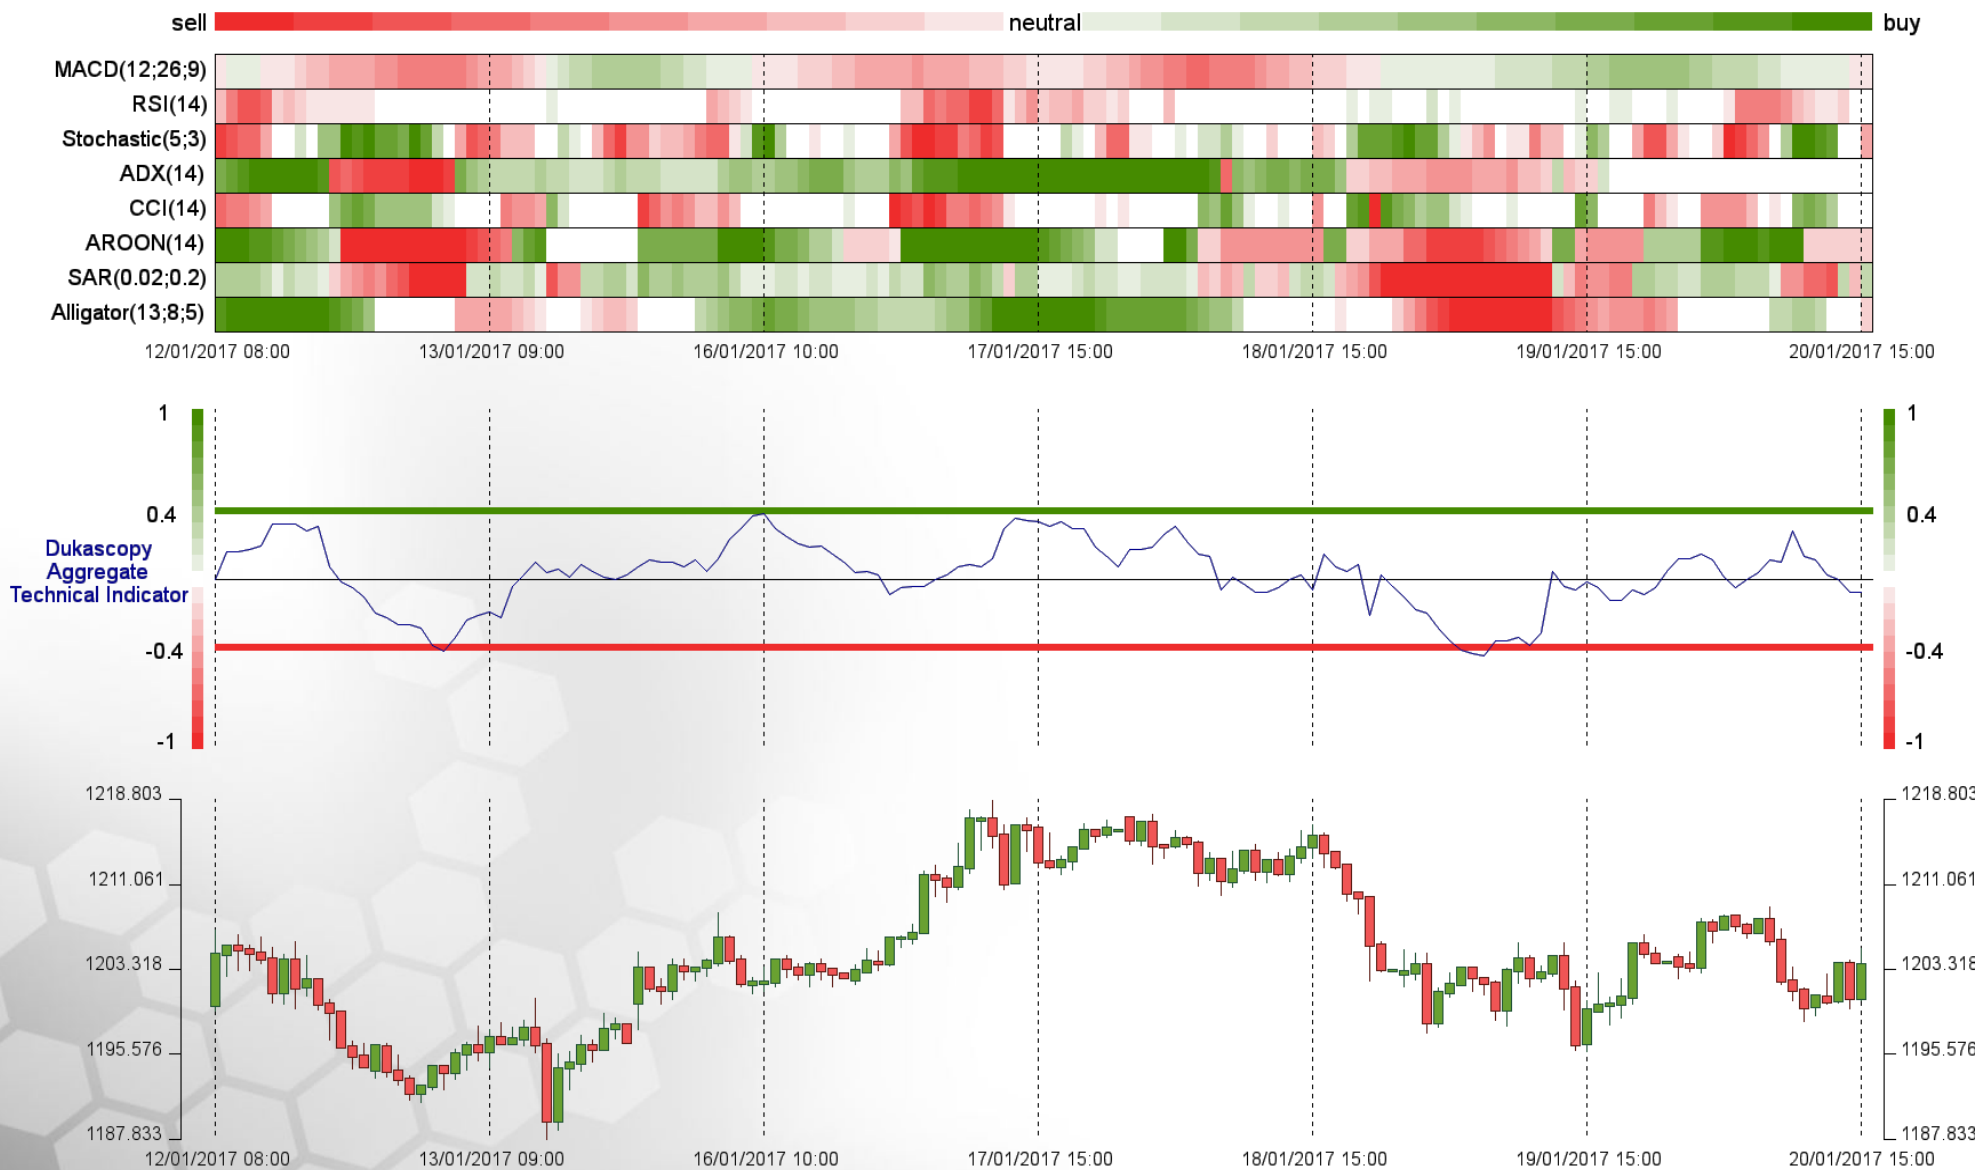 sell neutral buy
MACD(12;26;9)
RSI(14)
Stochastic(5;3)
ADX(14)
CCI(14)
AROON(14)
SAR(0.02;0.2)
Alligator(13;8;5)
12/01/2017 08:00 13/01/2017 09:00 16/01/2017 10:00 17/01/2017 15:00 18/01/2017 15:00 19/01/2017 15:00 20/01/2017 15:00
1 1
0.4 0.4
Dukascopy
Aggregate
Technical Indicator
-0.4 -0.4
-1 -1
1218.803 1218.803
1211.061 1211.061
1203.318 1203.318
1195.576 1195.576
1187.833 1187.833
12/01/2017 08:00 13/01/2017 09:00 16/01/2017 10:00 17/01/2017 15:00 18/01/2017 15:00 19/01/2017 15:00 20/01/2017 15:00